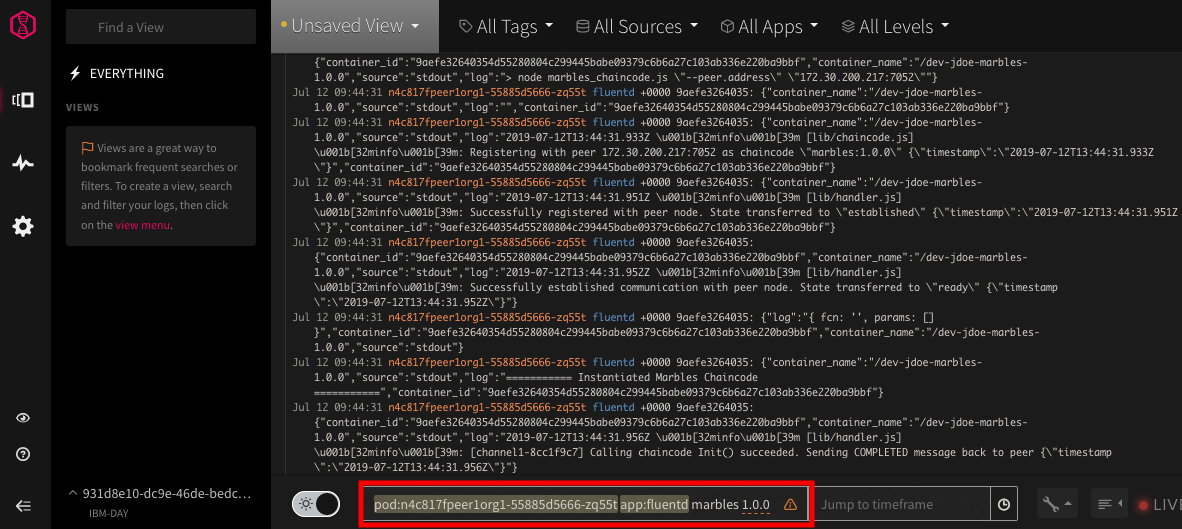 Find a View
EVERYTHING
VIEWS
Views are a great way to
bookmark frequent searches or
filters. To create a view, search
and filter your logs, then click
on the view menu.
931d8e10-dc9e-46de-bedc...
IBM-DAY
Unsaved View
All Tags
All Sources
All Apps
All Levels
{"container_id":"9aefe32640354d55280804c299445babe09379c6b6a27c103ab336e220ba9bbf","container_name":"/dev-jdoe-marbles-
1.0.0","source":"stdout","log":"> node marbles_chaincode.js \"--peer.address\" \"172.30.200.217:7052\""}
Jul 12 09:44:31 n4c817fpeer1org1-55885d5666-zq55t fluentd +0000 9aefe3264035: {"container_name":"/dev-jdoe-marbles-
1.0.0","source":"stdout","log":"","container_id":"9aefe32640354d55280804c299445babe09379c6b6a27c103ab336e220ba9bbf"}
Jul 12 09:44:31 n4c817fpeer1org1-55885d5666-zq55t fluentd +0000 9aefe3264035: {"container_name":"/dev-jdoe-marbles-
1.0.0","source":"stdout","log":"2019-07-12T13:44:31.933Z \u001b[32minfo\u001b[39m [lib/chaincode.js]
\u001b[32minfo\u001b[39m: Registering with peer 172.30.200.217:7052 as chaincode \"marbles:1.0.0\" {\"timestamp\":\"2019-07-12T13:44:31.933Z
\"}","container_id":"9aefe32640354d55280804c299445babe09379c6b6a27c103ab336e220ba9bbf"}
Jul 12 09:44:31 n4c817fpeer1org1-55885d5666-zq55t fluentd +0000 9aefe3264035: {"container_name":"/dev-jdoe-marbles-
1.0.0","source":"stdout","log":"2019-07-12T13:44:31.951Z \u001b[32minfo\u001b[39m [lib/handler.js]
\u001b[32minfo\u001b[39m: Successfully registered with peer node. State transferred to \"established\" {\"timestamp\":\"2019-07-12T13:44:31.951Z
\"}","container_id":"9aefe32640354d55280804c299445babe09379c6b6a27c103ab336e220ba9bbf"}
Jul 12 09:44:31 n4c817fpeer1org1-55885d5666-zq55t fluentd +0000 9aefe3264035:
{"container_id":"9aefe32640354d55280804c299445babe09379c6b6a27c103ab336e220ba9bbf","container_name":"/dev-jdoe-marbles-
1.0.0","source":"stdout","log":"2019-07-12T13:44:31.952Z \u001b[32minfo\u001b[39m [lib/handler.js]
\u001b[32minfo\u001b[39m: Successfully established communication with peer node. State transferred to \"ready\" {\"timestamp
\":\"2019-07-12T13:44:31.952Z\"}"}
Jul 12 09:44:31 n4c817fpeer1org1-55885d5666-zq55t fluentd +0000 9aefe3264035: {"log":"{ fcn: '', params: []
}","container_id":"9aefe32640354d55280804c299445babe09379c6b6a27c103ab336e220ba9bbf","container_name":"/dev-jdoe-marbles-
1.0.0","source":"stdout"}
Jul 12 09:44:31 n4c817fpeer1org1-55885d5666-zq55t fluentd +0000 9aefe3264035: {"container_name":"/dev-jdoe-marbles-
1.0.0","source":"stdout","log":"=========== Instantiated Marbles Chaincode
===========","container_id":"9aefe32640354d55280804c299445babe09379c6b6a27c103ab336e220ba9bbf"}
Jul 12 09:44:31 n4c817fpeer1org1-55885d5666-zq55t fluentd +0000 9aefe3264035:
{"container_id":"9aefe32640354d55280804c299445babe09379c6b6a27c103ab336e220ba9bbf","container_name":"/dev-jdoe-marbles-
1.0.0","source":"stdout","log":"2019-07-12T13:44:31.956Z \u001b[32minfo\u001b[39m [lib/handler.js]
\u001b[32minfo\u001b[39m: [channel1-8cc1f9c7] Calling chaincode Init() succeeded. Sending COMPLETED message back to peer {\"timestamp
\":\"2019-07-12T13:44:31.956Z\"}"}
pod:n4c817fpeer1org1-55885d5666-zq55t app:fluentd marbles 1.0.0
Jump to timeframe
LIVE